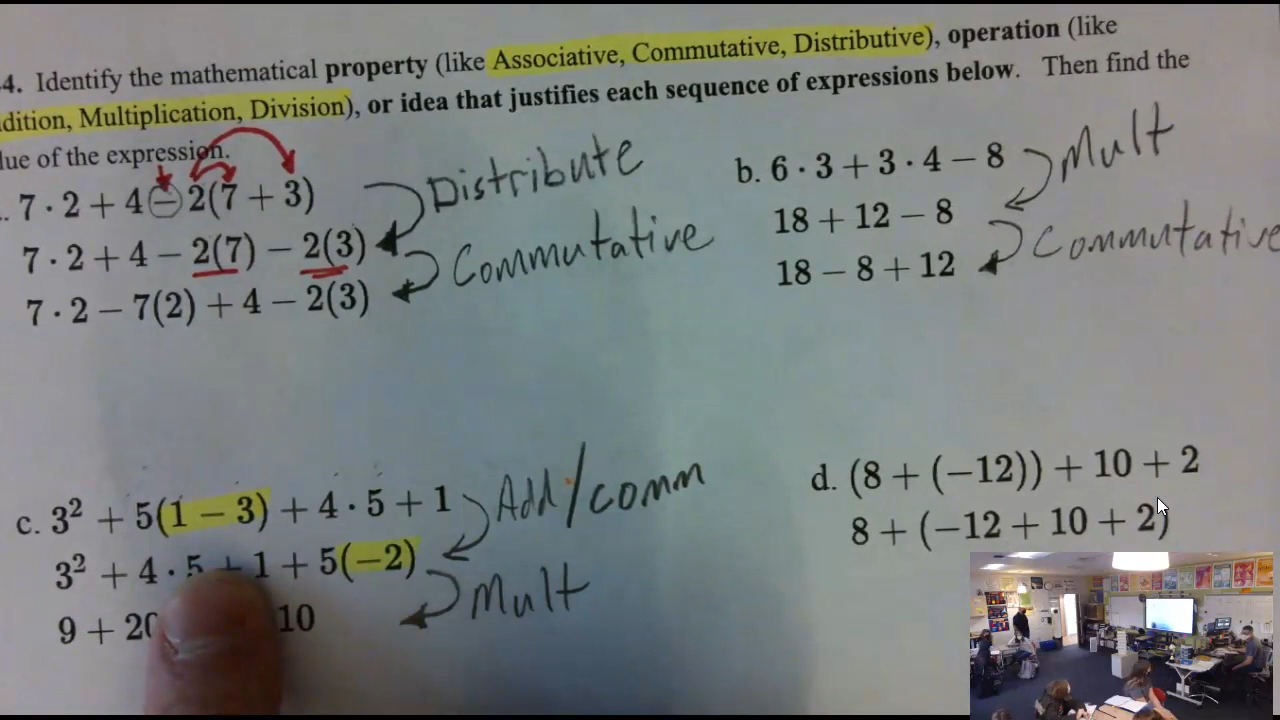 4. Identify the mathematical property (like Associative, Commutative, Distributive), operation (like
dition, Multiplication, Division), or idea that justifies each sequence of expressions below. Then find the
lue of the expression.
. 7 · 2 + 4 − 2(7 + 3)
Distribute
7 · 2 + 4 − 2(7) − 2(3)
Commutative
7 · 2 − 7(2) + 4 − 2(3)
b. 6 · 3 + 3 · 4 − 8
Mult
18 + 12 − 8
Commutative
18 − 8 + 12
c. 3² + 5(1 − 3) + 4 · 5 + 1
Add/comm
3² + 4 · 5 + 1 + 5(−2)
Mult
9 + 20 10
d. (8 + (−12)) + 10 + 2
8 + (−12 + 10 + 2)